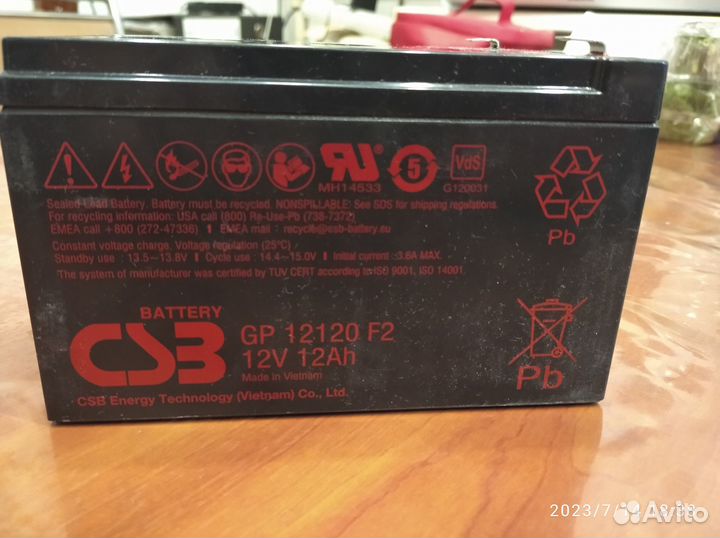 MH14533
5
VdS
G120031
Sealed Lead Battery. Battery must be recycled. NONSPILLABLE: See SDS for shipping regulations.
For recycling information: USA call (800) Re-Use-Pb (738-7372)
EMEA call +800 (272-47336) | EMEA mail : recycle@csb-battery.eu
Constant voltage charge. Voltage regulation (25°C)
Standby use : 13.5~13.8V | Cycle use : 14.4~15.0V | Initial current :3.6A MAX.
The system of manufacturer was certified by TUV CERT according to ISO 9001, ISO 14001.
Pb
BATTERY
CSB
GP 12120 F2
12V 12Ah
Made in Vietnam
CSB Energy Technology (Vietnam) Co., Ltd.
Pb
Avito